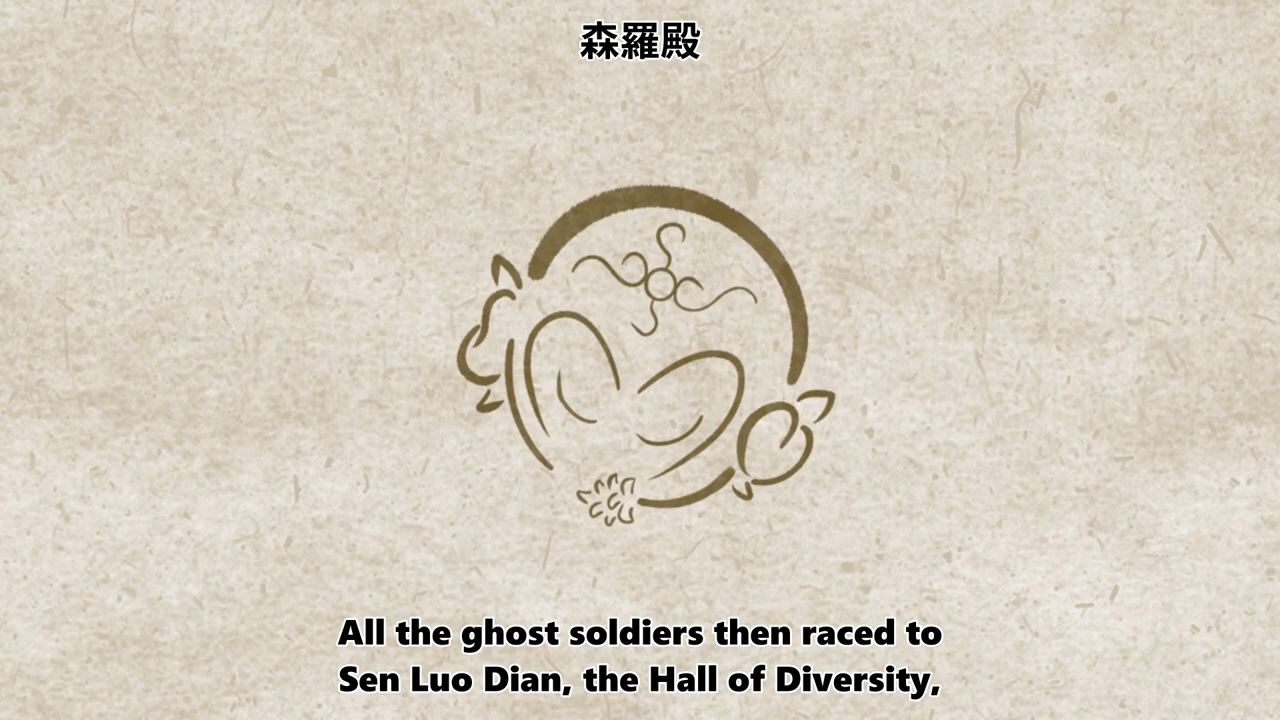 森羅殿
All the ghost soldiers then raced to
Sen Luo Dian, the Hall of Diversity,